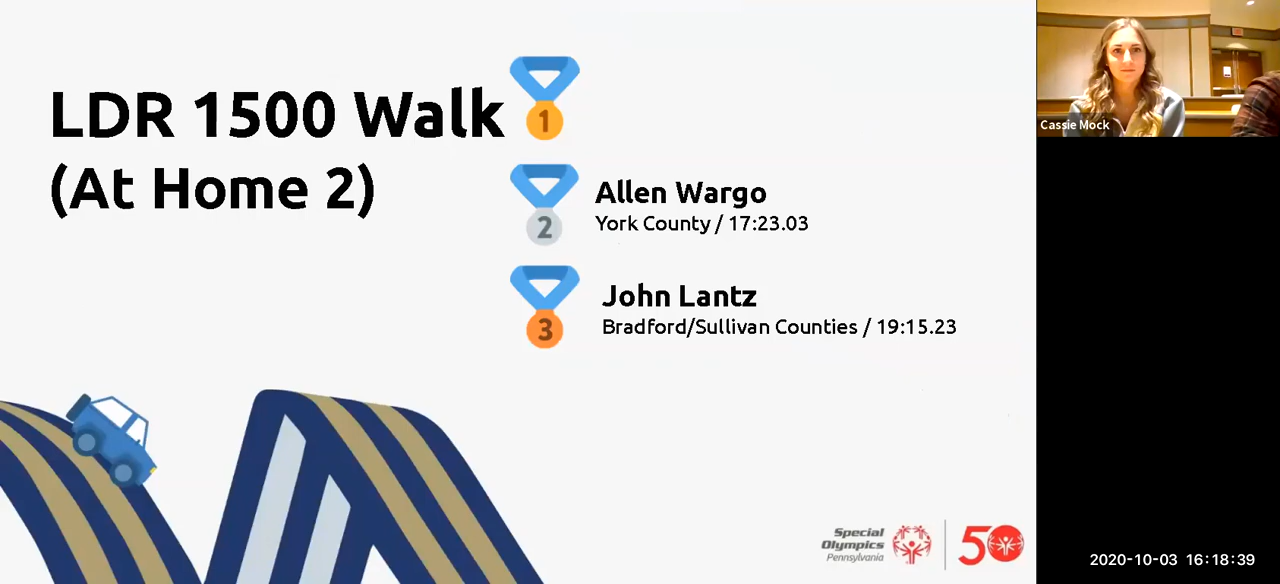 LDR 1500 Walk
(At Home 2)
1
2
Allen Wargo
York County / 17:23.03
3
John Lantz
Bradford/Sullivan Counties / 19:15.23
Special
Olympics
Pennsylvania
50
Cassie Mock
2020-10-03 16:18:39